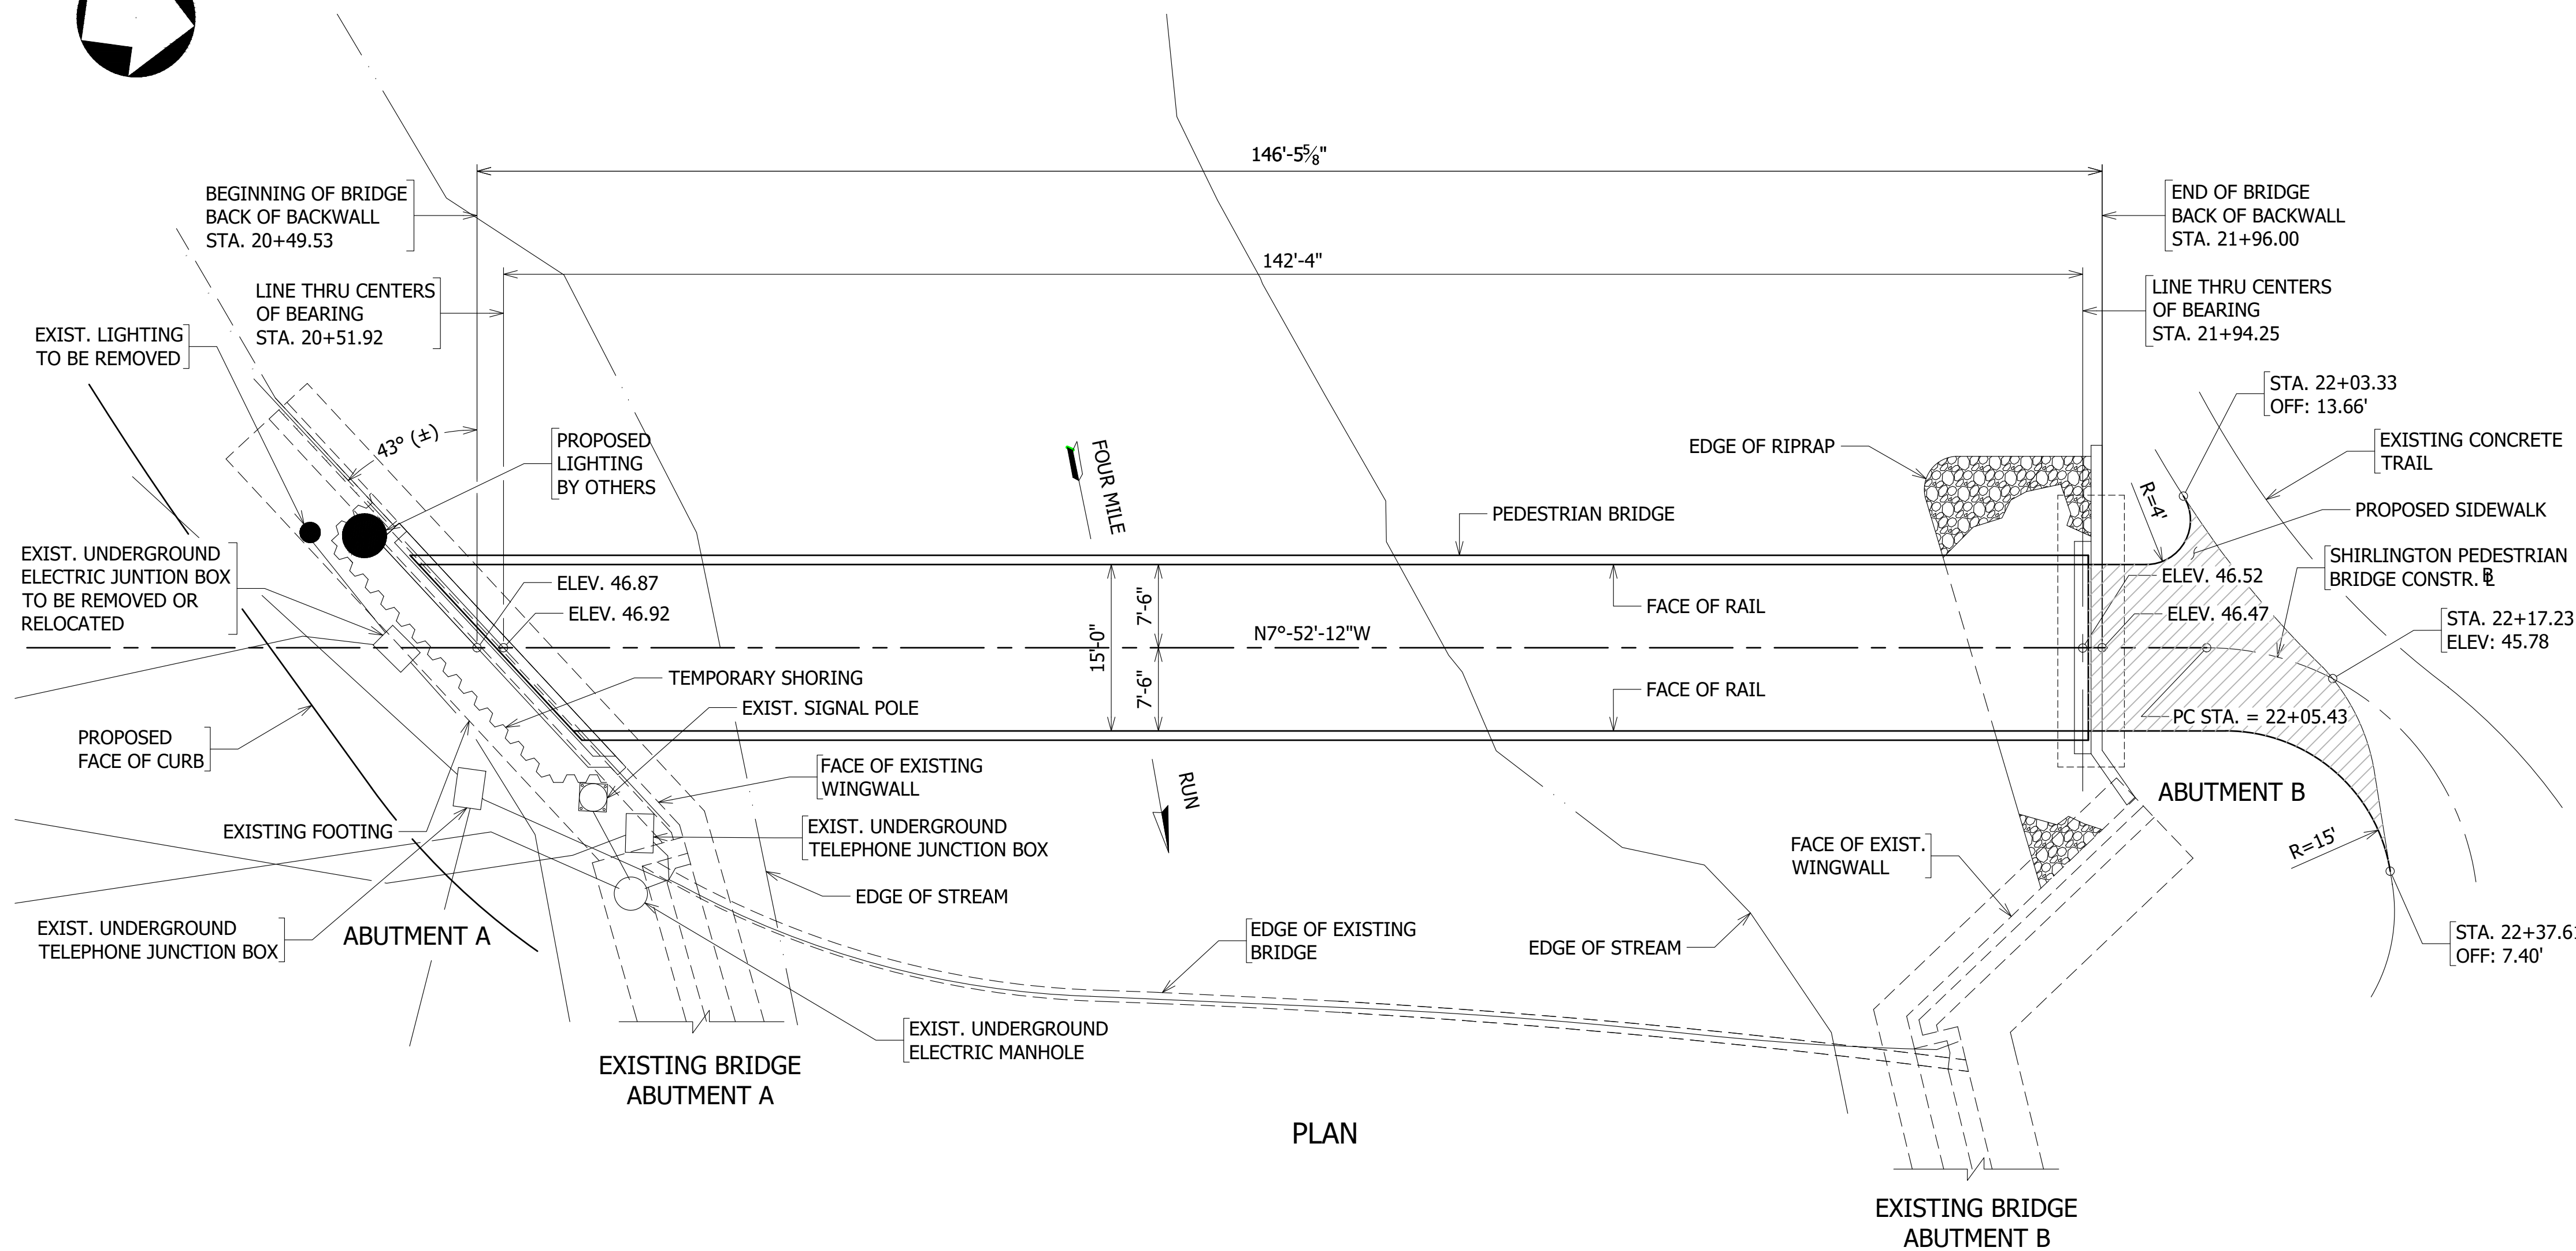 146'-5⅝"
BEGINNING OF BRIDGE
BACK OF BACKWALL
STA. 20+49.53
END OF BRIDGE
BACK OF BACKWALL
STA. 21+96.00
142'-4"
LINE THRU CENTERS
OF BEARING
STA. 20+51.92
LINE THRU CENTERS
OF BEARING
STA. 21+94.25
EXIST. LIGHTING
TO BE REMOVED
43° (±)
PROPOSED
LIGHTING
BY OTHERS
FOUR MILE
EDGE OF RIPRAP
STA. 22+03.33
OFF: 13.66'
EXISTING CONCRETE
TRAIL
R=4'
PEDESTRIAN BRIDGE
PROPOSED SIDEWALK
EXIST. UNDERGROUND
ELECTRIC JUNTION BOX
TO BE REMOVED OR
RELOCATED
SHIRLINGTON PEDESTRIAN
BRIDGE CONSTR. BL
ELEV. 46.87
ELEV. 46.92
7'-6"
FACE OF RAIL
ELEV. 46.52
ELEV. 46.47
STA. 22+17.23
ELEV: 45.78
15'-0"
N7°-52'-12"W
TEMPORARY SHORING
7'-6"
FACE OF RAIL
EXIST. SIGNAL POLE
PC STA. = 22+05.43
PROPOSED
FACE OF CURB
FACE OF EXISTING
WINGWALL
RUN
ABUTMENT B
EXISTING FOOTING
EXIST. UNDERGROUND
TELEPHONE JUNCTION BOX
FACE OF EXIST.
WINGWALL
R=15'
EDGE OF STREAM
EXIST. UNDERGROUND
TELEPHONE JUNCTION BOX
ABUTMENT A
EDGE OF EXISTING
BRIDGE
EDGE OF STREAM
STA. 22+37.61
OFF: 7.40'
EXIST. UNDERGROUND
ELECTRIC MANHOLE
EXISTING BRIDGE
ABUTMENT A
PLAN
EXISTING BRIDGE
ABUTMENT B